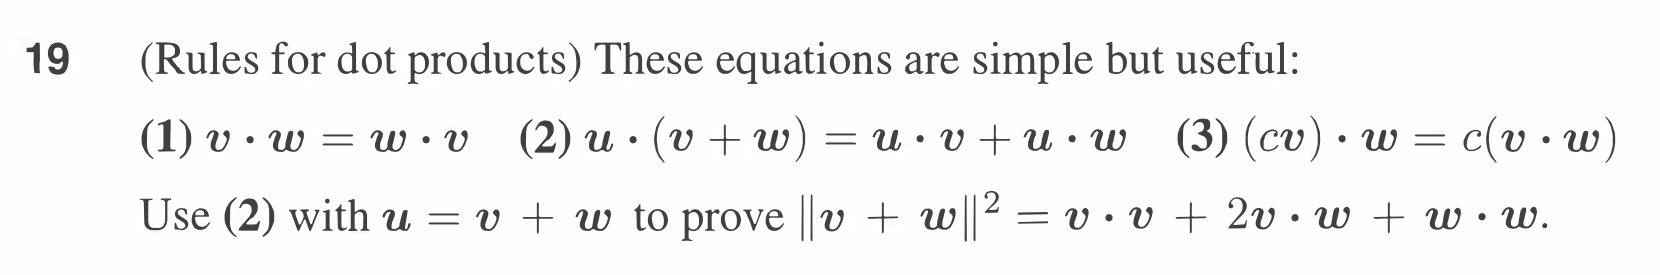 19 (Rules for dot products) These equations are simple but useful:
(1) v · w = w · v (2) u · (v + w) = u · v + u · w (3) (cv) · w = c(v · w)
Use (2) with u = v + w to prove ‖v + w‖² = v · v + 2v · w + w · w.